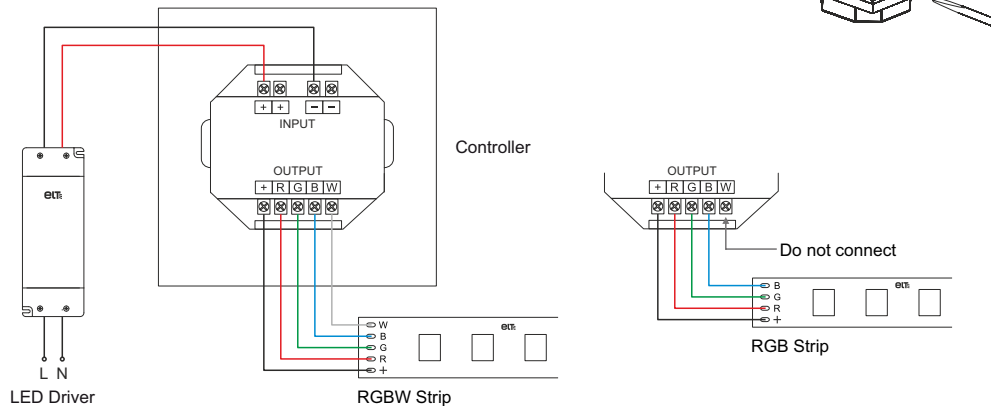 + + − −
INPUT
Controller
OUTPUT
+ R G B W
eLT
W
B
G
R
+
eLT
L N
LED Driver
RGBW Strip
OUTPUT
+ R G B W
Do not connect
B
G
R
+
eLT
RGB Strip